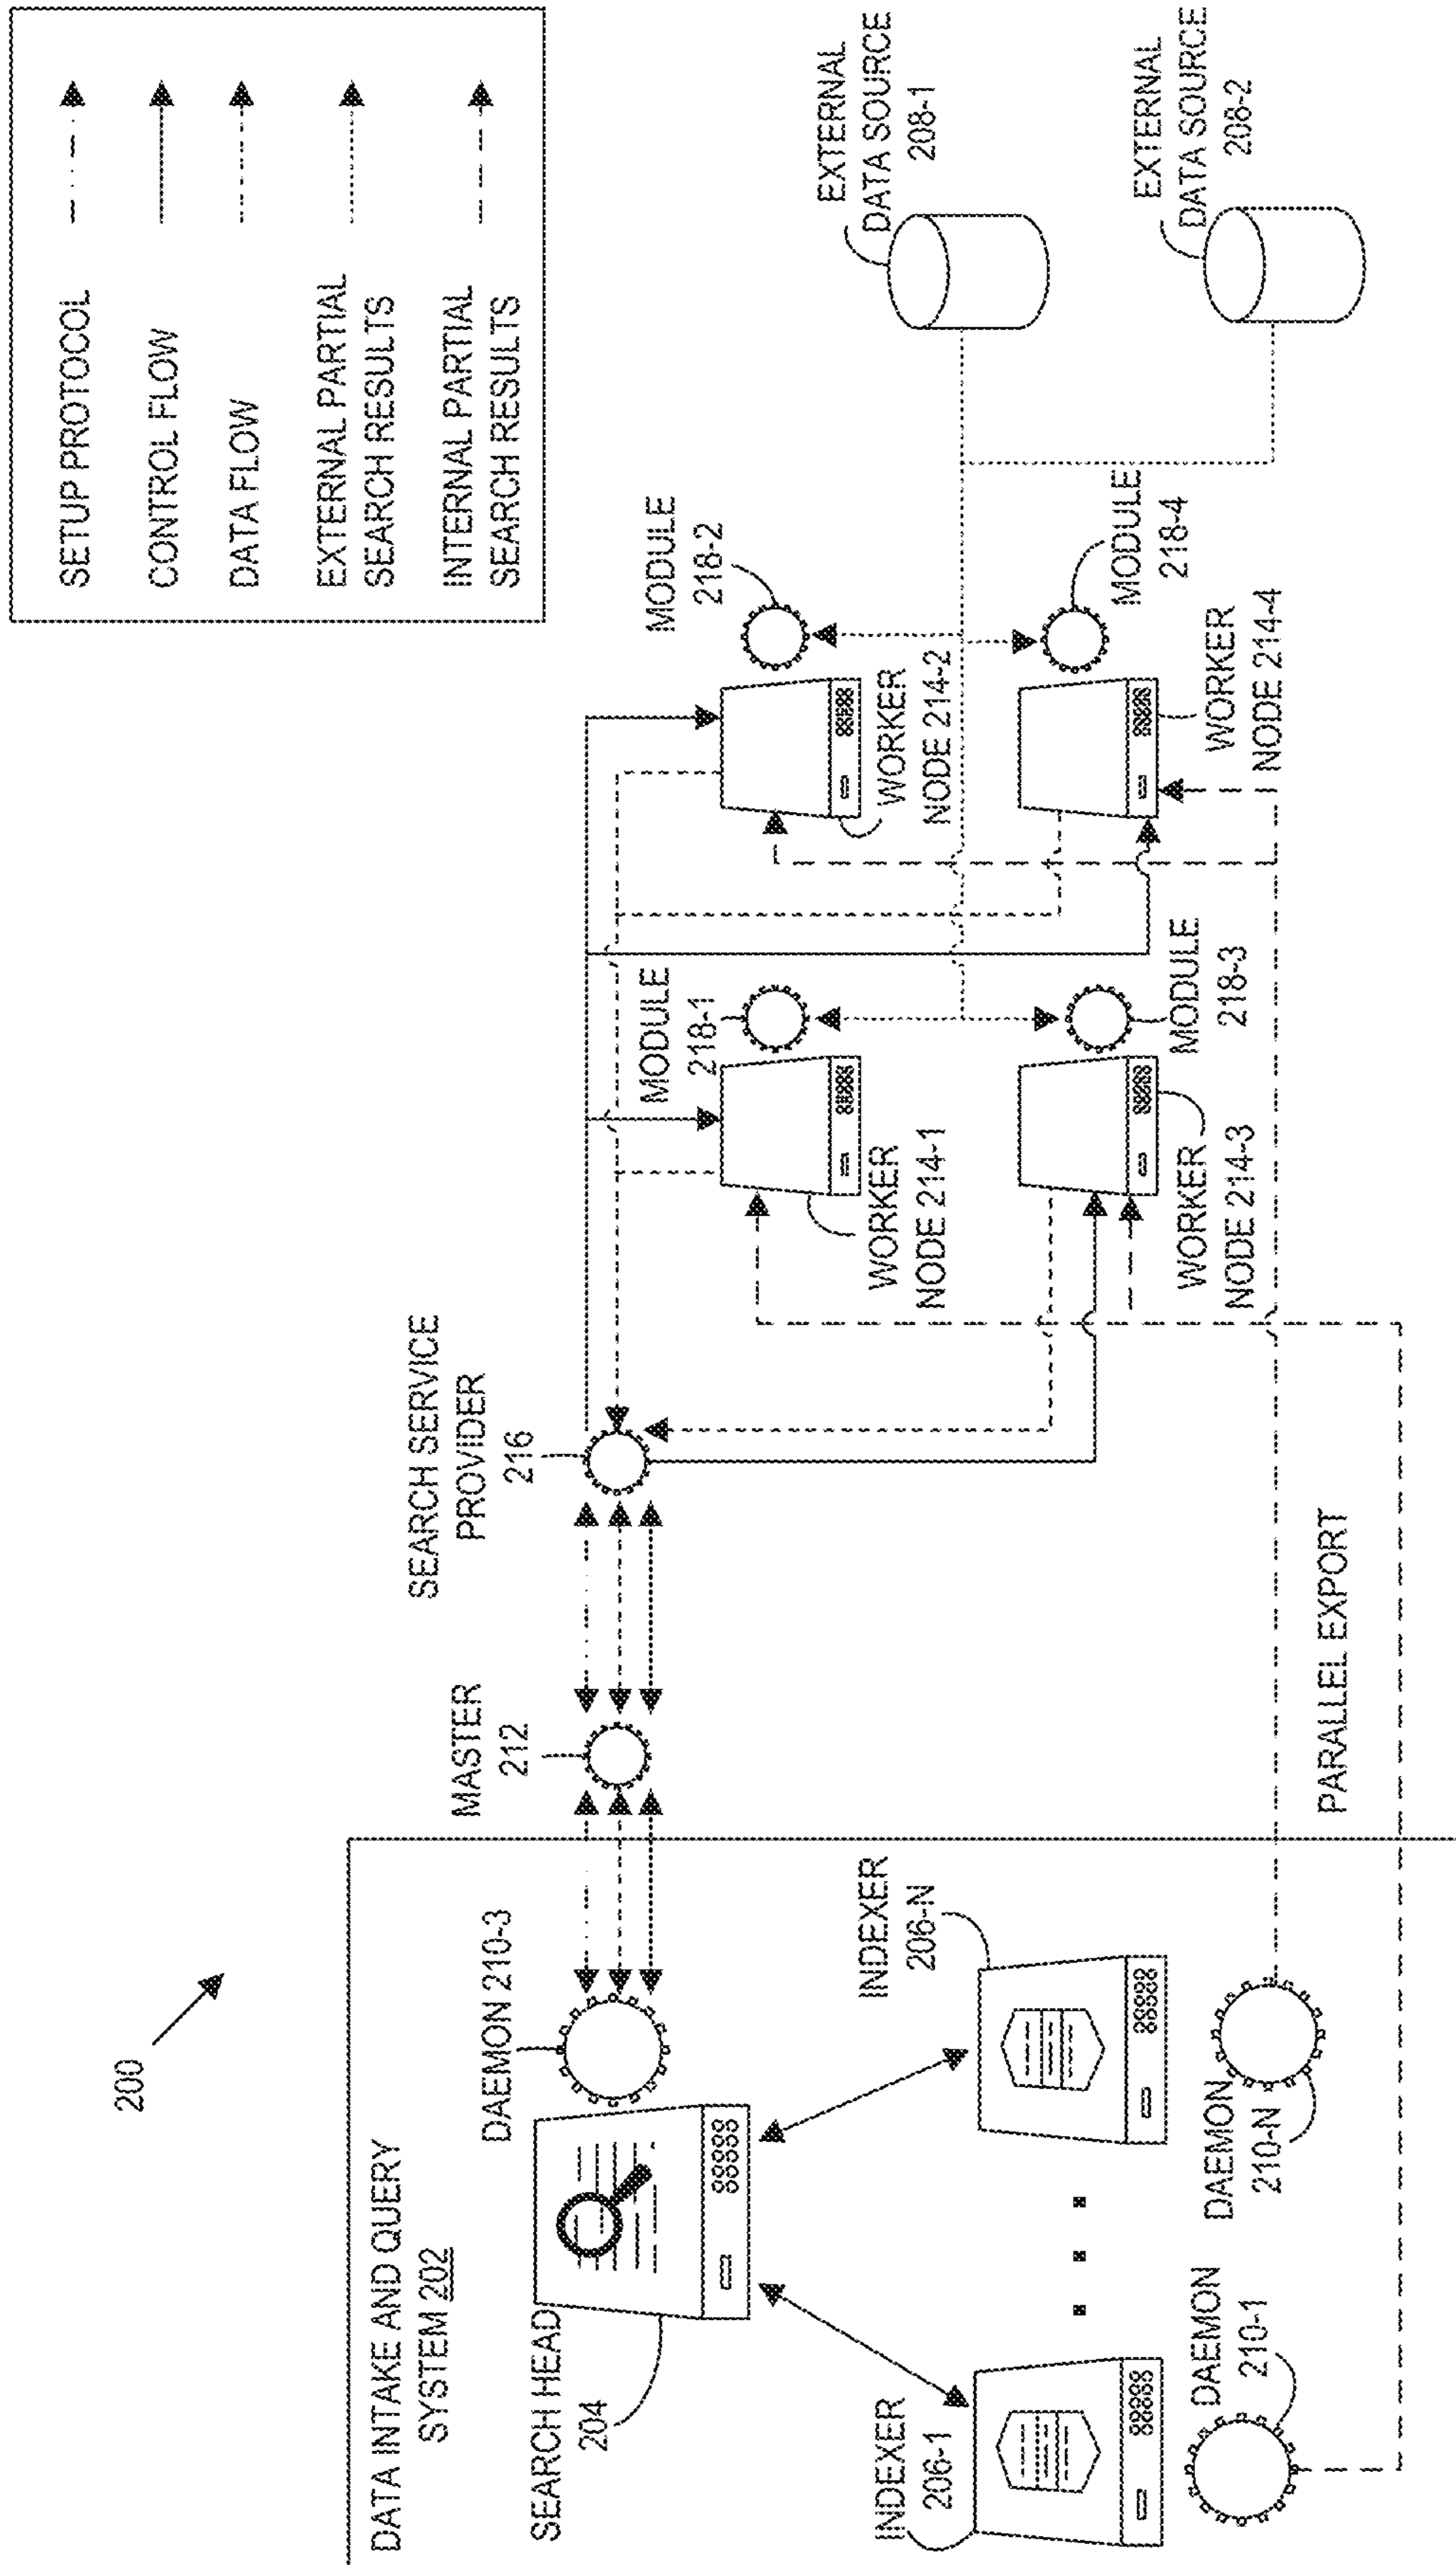 200
DATA INTAKE AND QUERY
SYSTEM 202
SEARCH HEAD
204
DAEMON 210-3
INDEXER
206-1
INDEXER
206-N
DAEMON
210-1
DAEMON
210-N
MASTER
212
SEARCH SERVICE
PROVIDER
216
PARALLEL EXPORT
MODULE
218-1
WORKER
NODE 214-1
MODULE
218-2
WORKER
NODE 214-2
MODULE
218-3
WORKER
NODE 214-3
MODULE
218-4
WORKER
NODE 214-4
EXTERNAL
DATA SOURCE
208-1
EXTERNAL
DATA SOURCE
208-2
SETUP PROTOCOL
CONTROL FLOW
DATA FLOW
EXTERNAL PARTIAL
SEARCH RESULTS
INTERNAL PARTIAL
SEARCH RESULTS